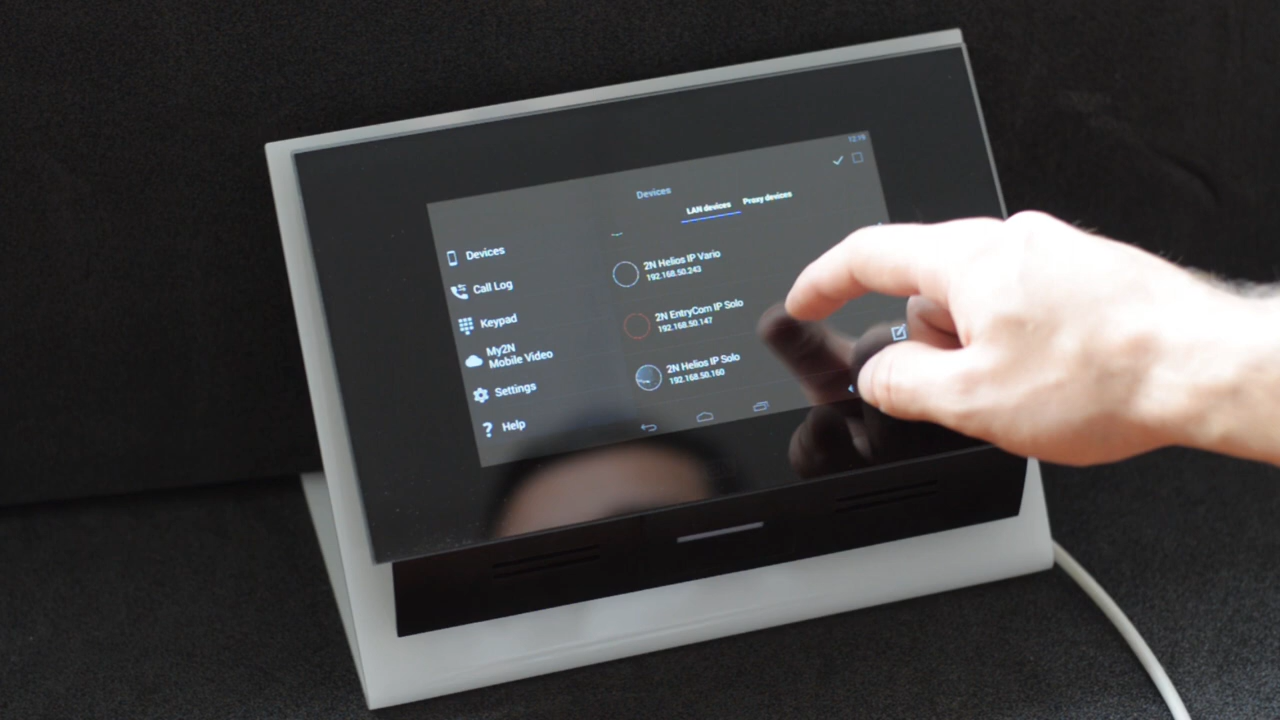 12:15
Devices
LAN devices Proxy devices
Devices
Call Log
Keypad
My2N
Mobile Video
Settings
Help
2N Helios IP Vario
192.168.50.243
2N EntryCom IP Solo
192.168.50.147
2N Helios IP Solo
192.168.50.160